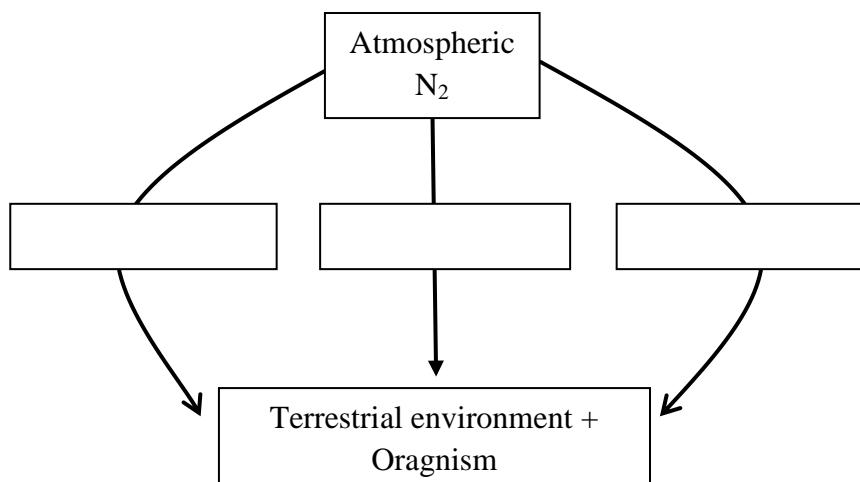 Atmospheric
N₂
Terrestrial environment +
Oragnism